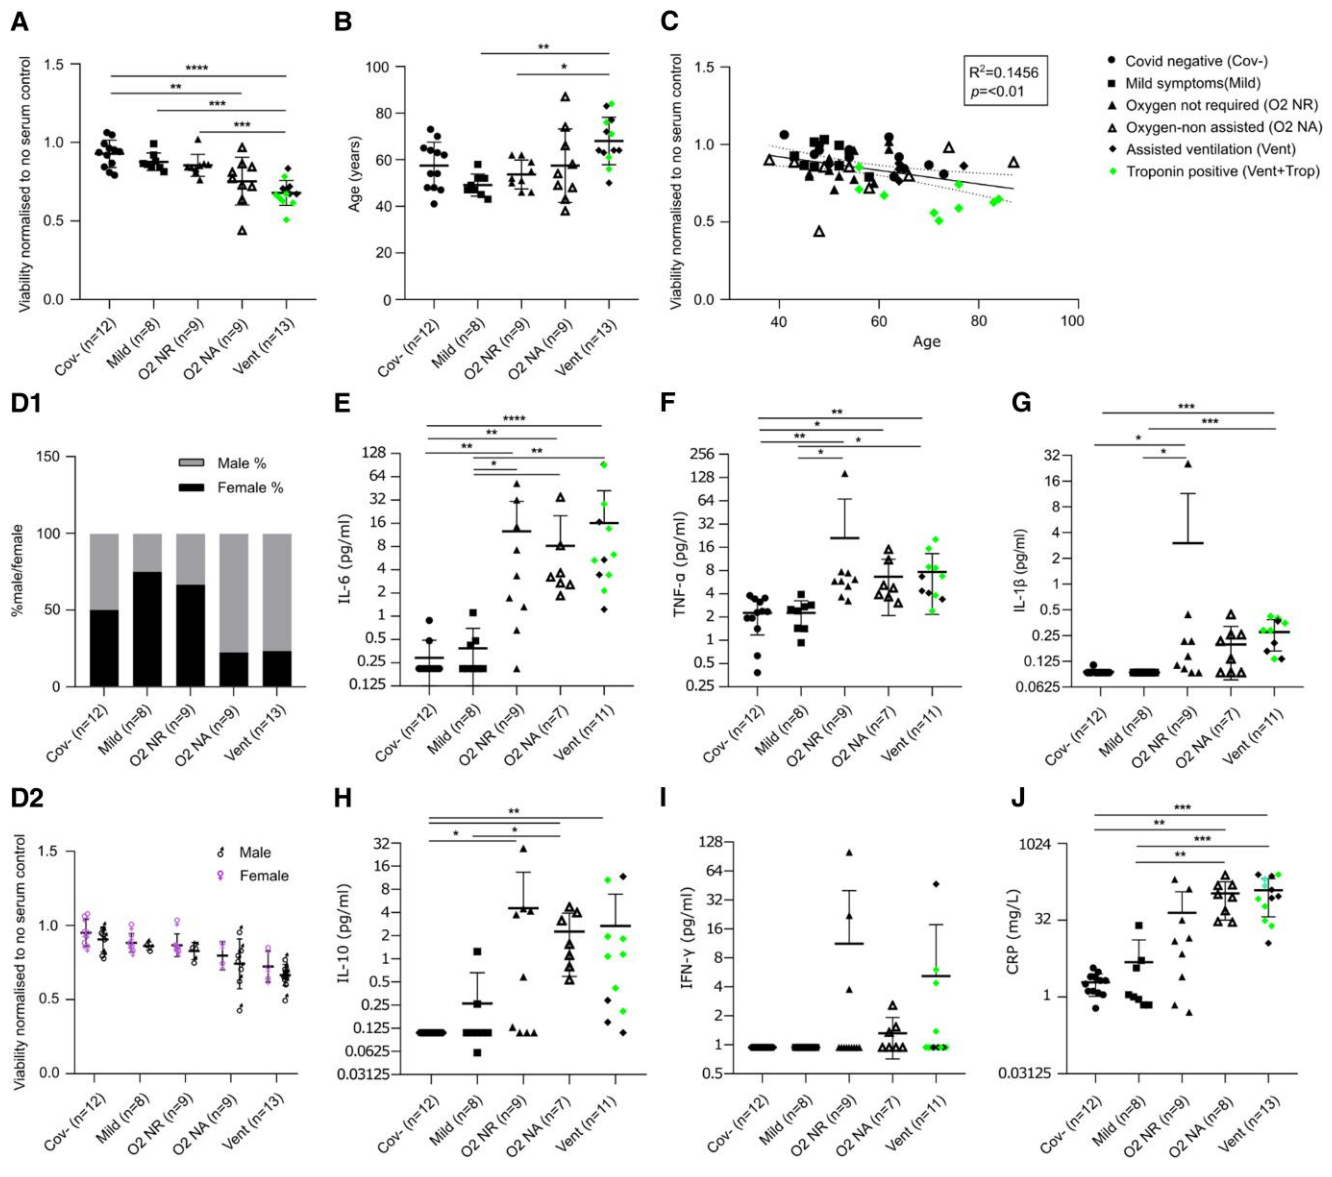 A
Viability normalised to no serum control
1.5
1.0
0.5
0.0
****
**
***
***
Cov- (n=12)
Mild (n=8)
O2 NR (n=9)
O2 NA (n=9)
Vent (n=13)
B
Age (years)
100
80
60
40
20
0
**
*
Cov- (n=12)
Mild (n=8)
O2 NR (n=9)
O2 NA (n=9)
Vent (n=13)
C
Viability normalised to no serum control
1.5
1.0
0.5
0.0
R²=0.1456
p=<0.01
40
60
80
100
Age
Covid negative (Cov-)
Mild symptoms(Mild)
Oxygen not required (O2 NR)
Oxygen-non assisted (O2 NA)
Assisted ventilation (Vent)
Troponin positive (Vent+Trop)
D1
%male/female
150
100
50
0
Male %
Female %
Cov- (n=12)
Mild (n=8)
O2 NR (n=9)
O2 NA (n=9)
Vent (n=13)
E
IL-6 (pg/ml)
128
64
32
16
8
4
2
1
0.5
0.25
0.125
****
**
**
**
*
Cov- (n=12)
Mild (n=8)
O2 NR (n=9)
O2 NA (n=7)
Vent (n=11)
F
TNF-α (pg/ml)
256
128
64
32
16
8
4
2
1
0.5
0.25
**
*
**
*
*
Cov- (n=12)
Mild (n=8)
O2 NR (n=9)
O2 NA (n=7)
Vent (n=11)
G
IL-1β (pg/ml)
32
16
8
4
2
1
0.5
0.25
0.125
0.0625
***
***
*
*
Cov- (n=12)
Mild (n=8)
O2 NR (n=9)
O2 NA (n=7)
Vent (n=11)
D2
Viability normalised to no serum control
1.5
1.0
0.5
0.0
♂ Male
♀ Female
Cov- (n=12)
Mild (n=8)
O2 NR (n=9)
O2 NA (n=9)
Vent (n=13)
H
IL-10 (pg/ml)
32
16
8
4
2
1
0.5
0.25
0.125
0.0625
0.03125
**
*
*
Cov- (n=12)
Mild (n=8)
O2 NR (n=9)
O2 NA (n=7)
Vent (n=11)
I
IFN-γ (pg/ml)
128
64
32
16
8
4
2
1
0.5
Cov- (n=12)
Mild (n=8)
O2 NR (n=9)
O2 NA (n=7)
Vent (n=11)
J
CRP (mg/L)
1024
32
1
0.03125
***
**
***
**
Cov- (n=12)
Mild (n=8)
O2 NR (n=9)
O2 NA (n=8)
Vent (n=13)